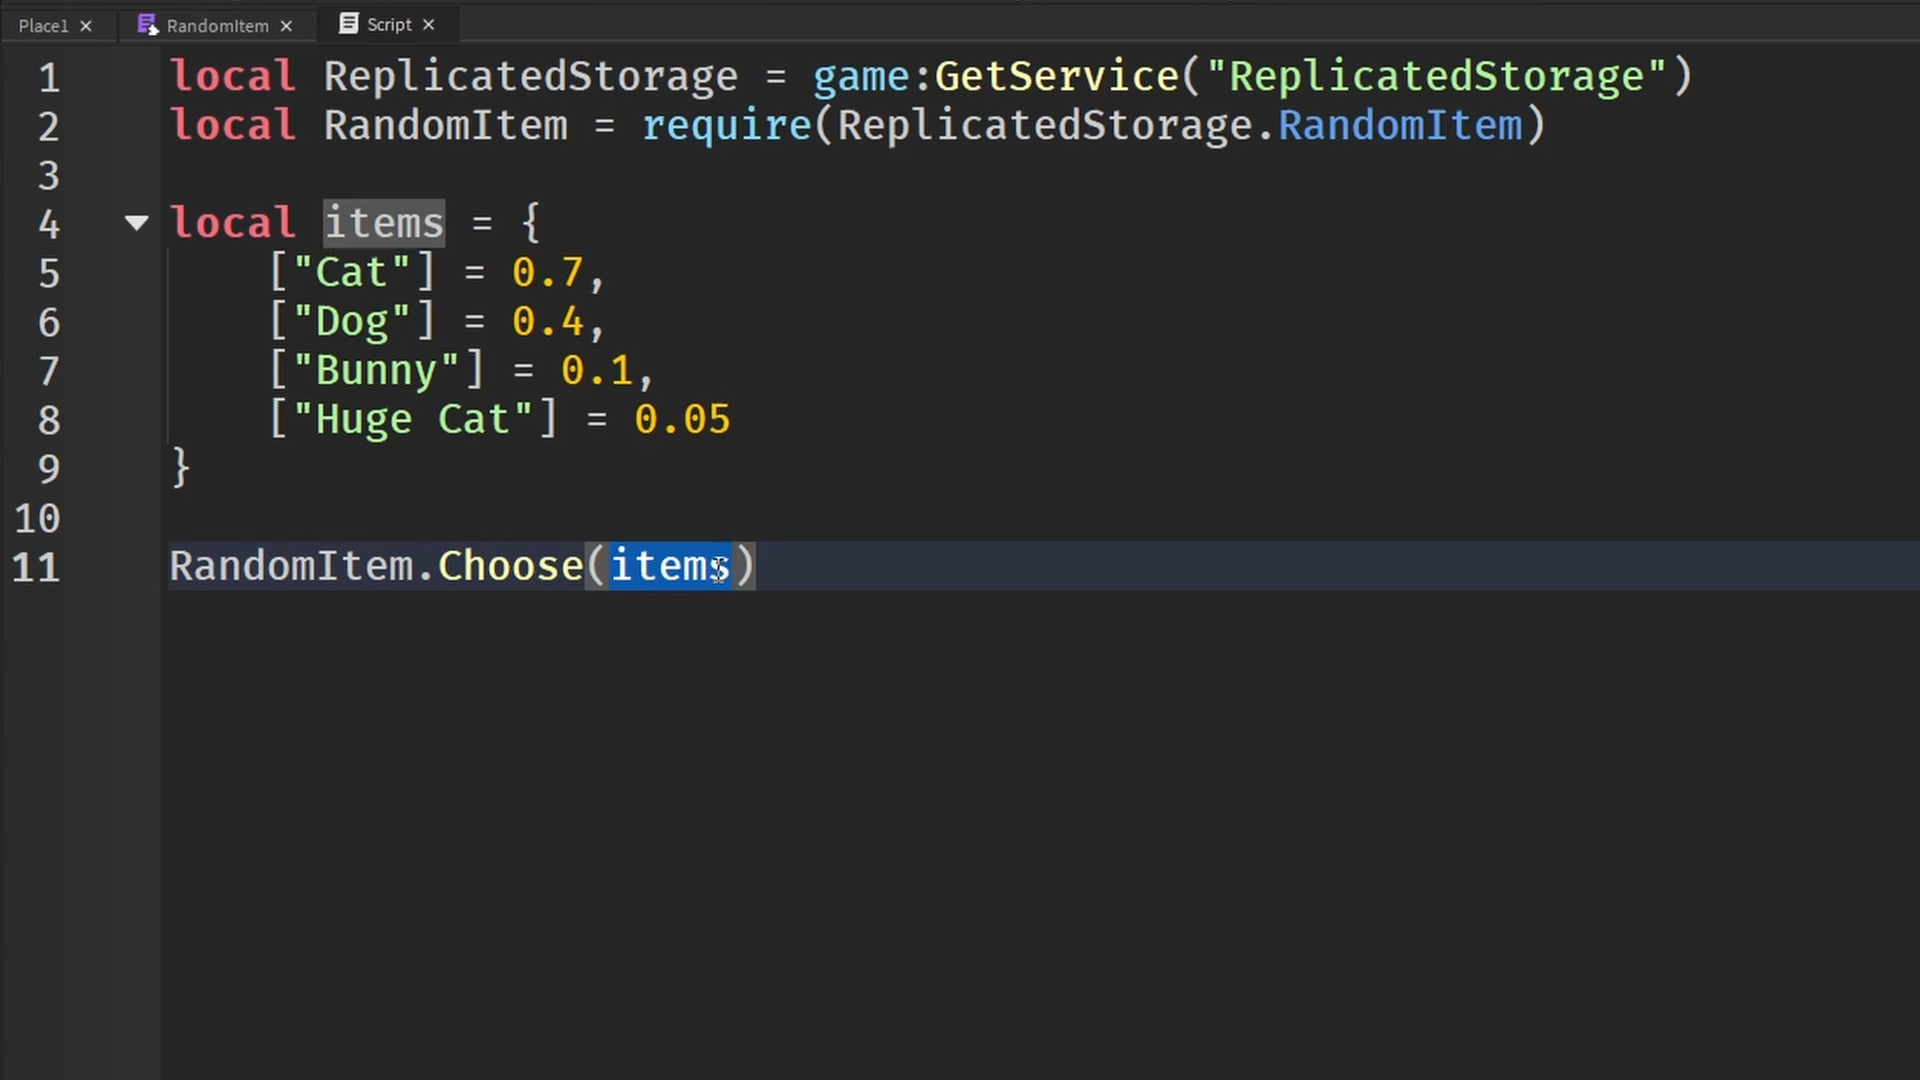 Place1 × RandomItem × Script ×
1 local ReplicatedStorage = game:GetService("ReplicatedStorage")
2 local RandomItem = require(ReplicatedStorage.RandomItem)
3
4 local items = {
5 ["Cat"] = 0.7,
6 ["Dog"] = 0.4,
7 ["Bunny"] = 0.1,
8 ["Huge Cat"] = 0.05
9 }
10
11 RandomItem.Choose(items)